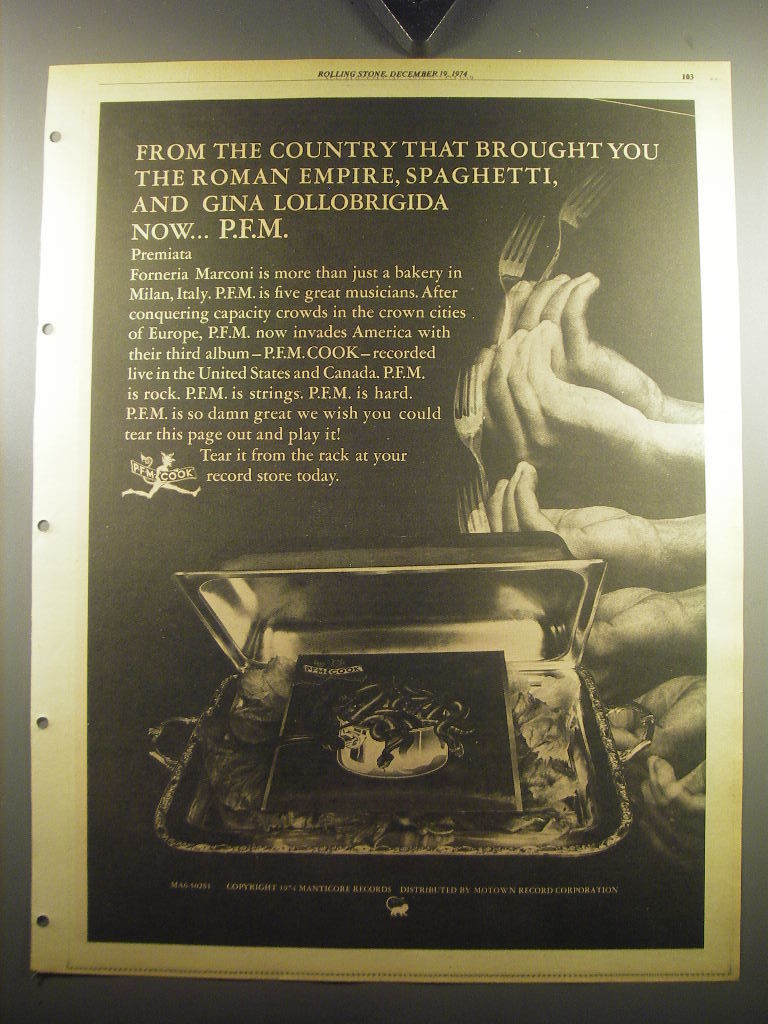 ROLLING STONE, DECEMBER 19, 1974
103
FROM THE COUNTRY THAT BROUGHT YOU
THE ROMAN EMPIRE, SPAGHETTI,
AND GINA LOLLOBRIGIDA
NOW... P.F.M.
Premiata
Forneria Marconi is more than just a bakery in
Milan, Italy. P.F.M. is five great musicians. After
conquering capacity crowds in the crown cities
of Europe, P.F.M. now invades America with
their third album – P.F.M. COOK – recorded
live in the United States and Canada. P.F.M.
is rock. P.F.M. is strings. P.F.M. is hard.
P.F.M. is so damn great we wish you could
tear this page out and play it!
Tear it from the rack at your
record store today.
PFM COOK
PFM COOK
COPYRIGHT 1974 MANTICORE RECORDS DISTRIBUTED BY MOTOWN RECORD CORPORATION